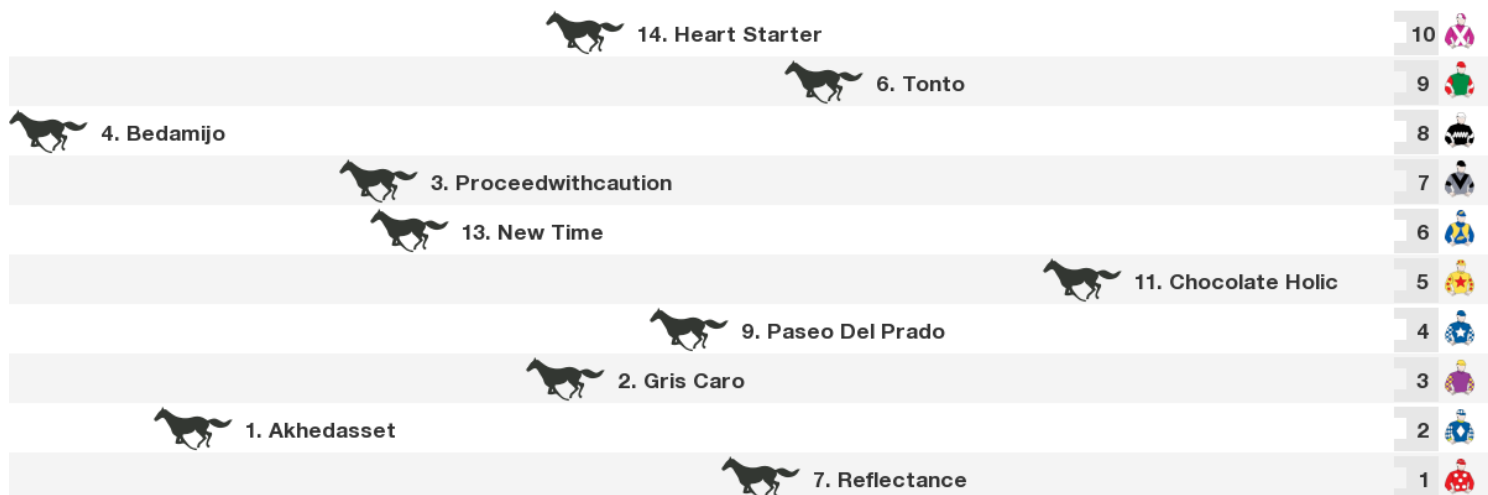 14. Heart Starter 10
6. Tonto 9
4. Bedamijo 8
3. Proceedwithcaution 7
13. New Time 6
11. Chocolate Holic 5
9. Paseo Del Prado 4
2. Gris Caro 3
1. Akhedasset 2
7. Reflectance 1